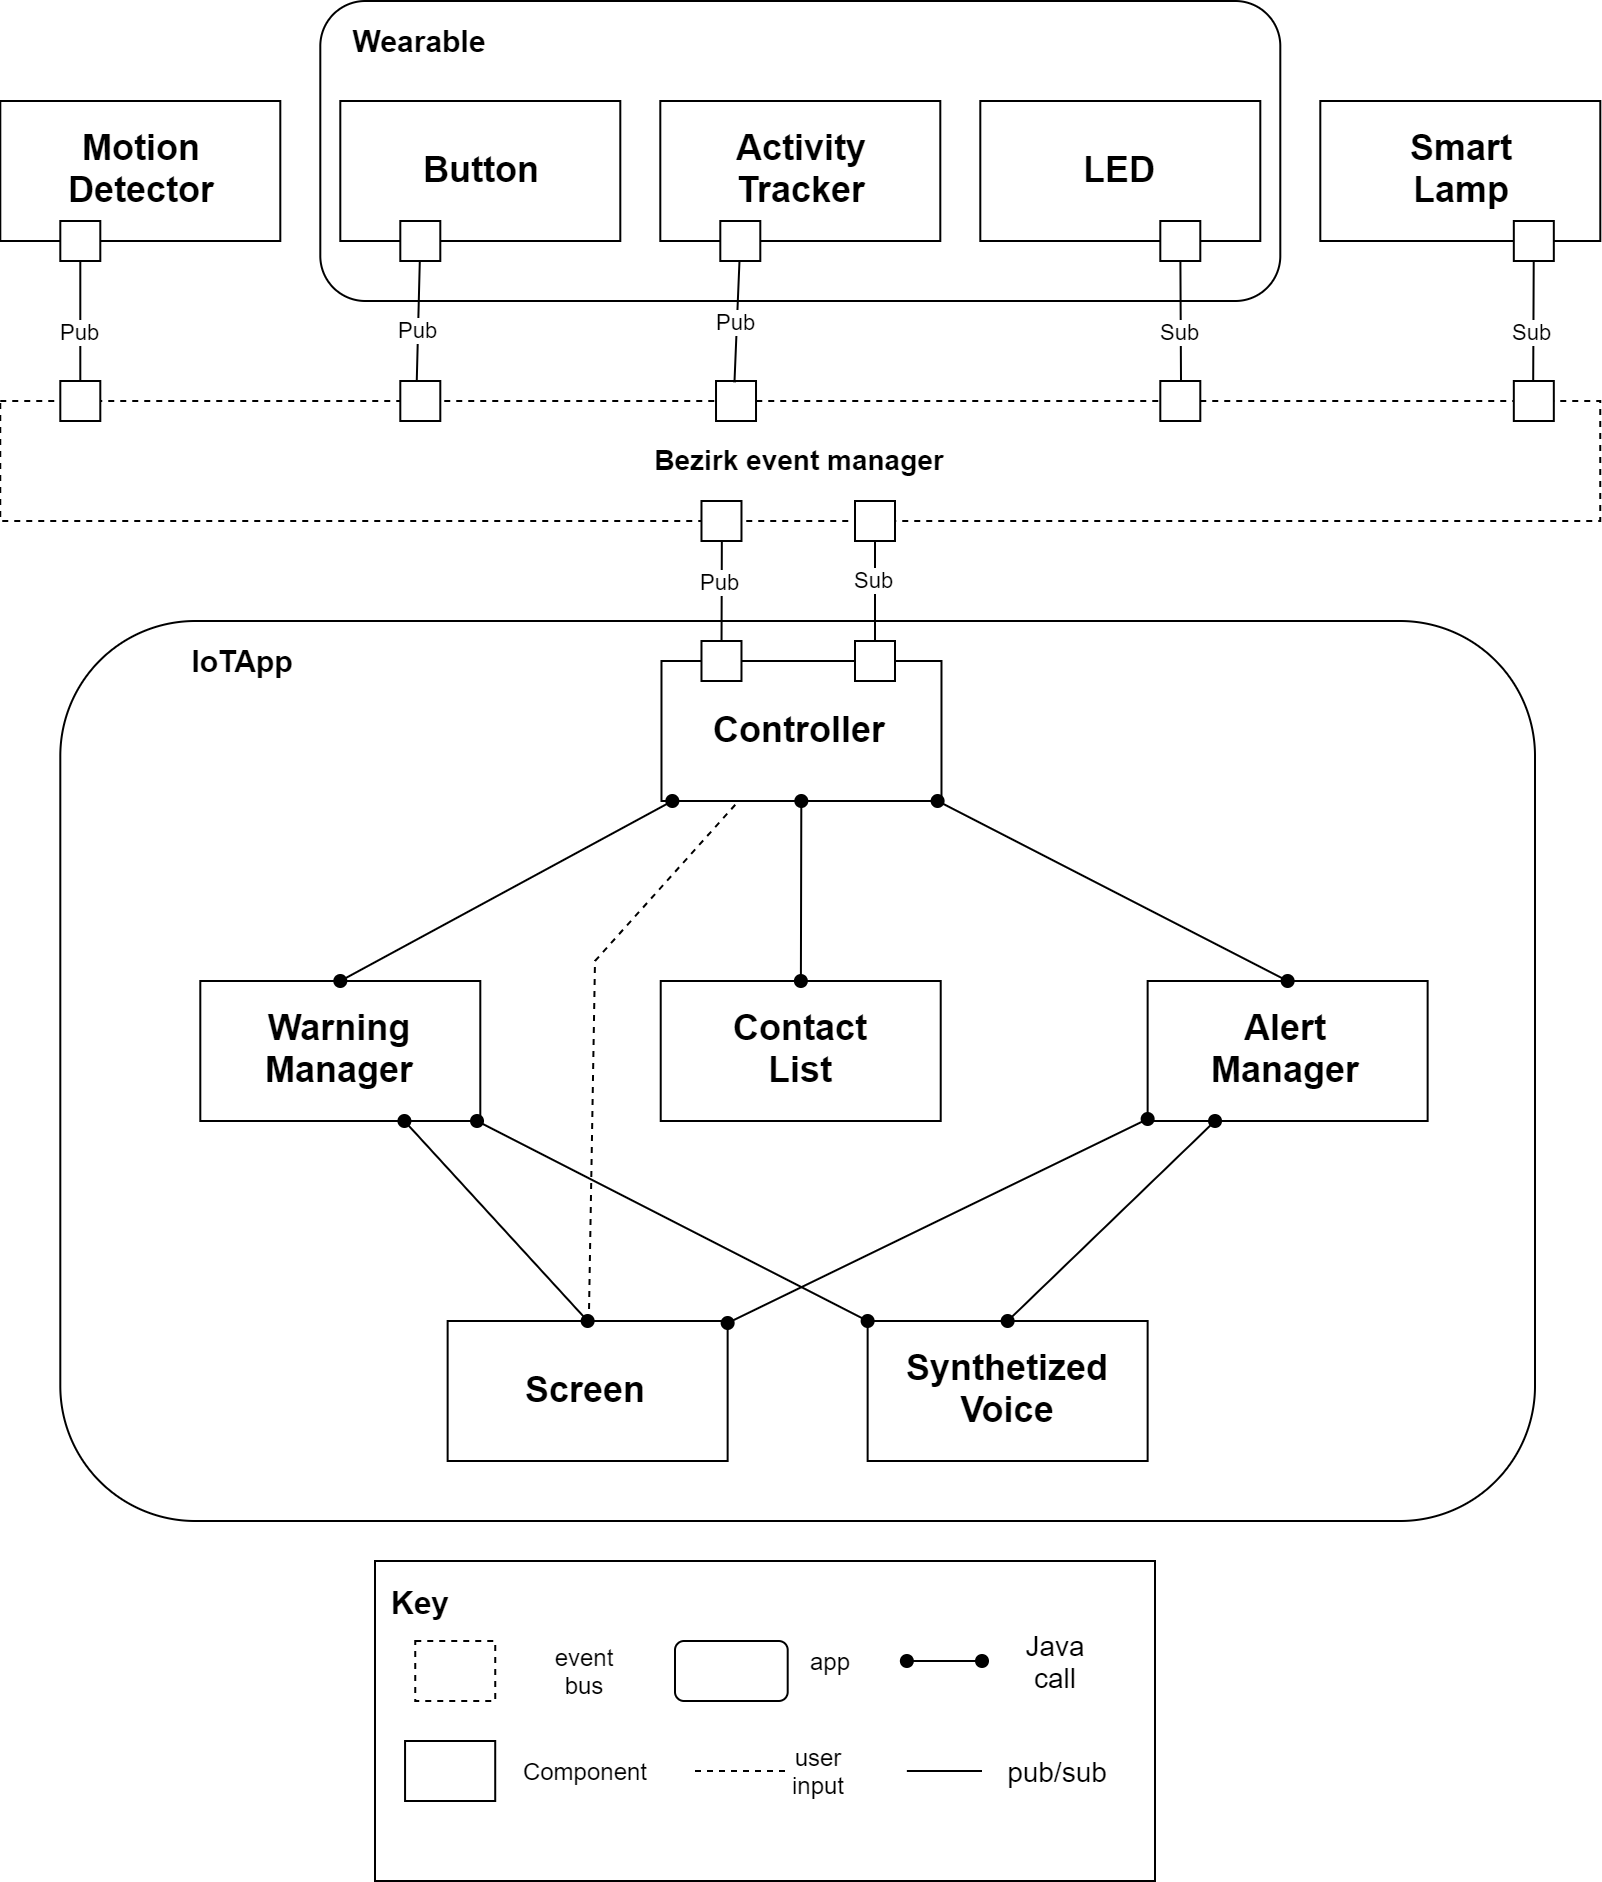 Wearable
Motion
Detector
Button
Activity
Tracker
LED
Smart
Lamp
Pub
Pub
Pub
Sub
Sub
Bezirk event manager
Pub
Sub
IoTApp
Controller
Warning
Manager
Contact
List
Alert
Manager
Screen
Synthetized
Voice
Key
event
bus
app
Java
call
Component
user
input
pub/sub